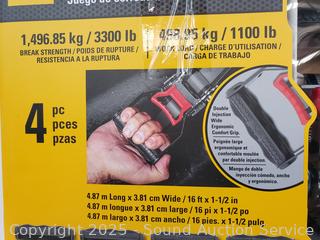 1,496.85 kg / 3300 lb
BREAK STRENGTH / POIDS DE RUPTURE /
RESISTENCIA A LA RUPTURA
498.95 kg / 1100 lb
WORK LOAD / CHARGE D'UTILISATION /
CARGA DE TRABAJO
4 pc
pces
pzas
Double
Injection
Wide
Ergonomic
Comfort Grip.
Poignée large
ergonomique et
confortable moulée
par double injection.
Mango de doble
inyección cómodo, ancho
y ergonómico.
4.87 m Long x 3.81 cm Wide / 16 ft x 1-1/2 in
4.87 m longue x 3.81 cm large / 16 pi x 1-1/2 po
4.87 m largo x 3.81 cm ancho / 16 pies. x 1-1/2 pulg.
Copyright 2025 - Sound Auction Service